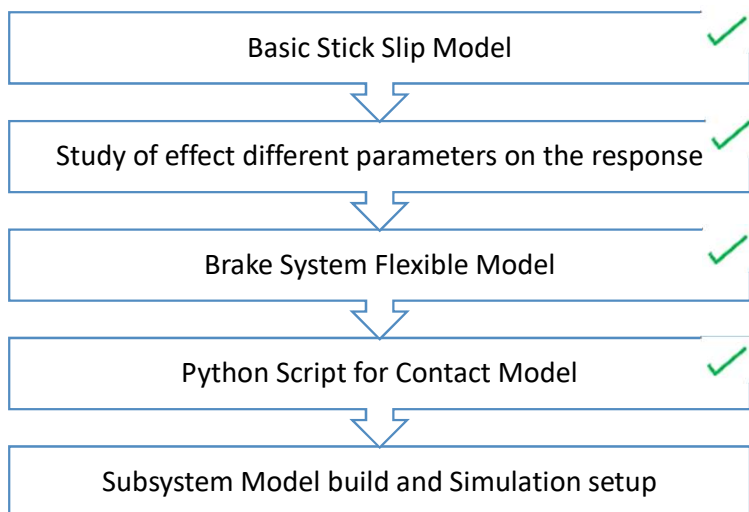 Basic Stick Slip Model
Study of effect different parameters on the response
Brake System Flexible Model
Python Script for Contact Model
Subsystem Model build and Simulation setup